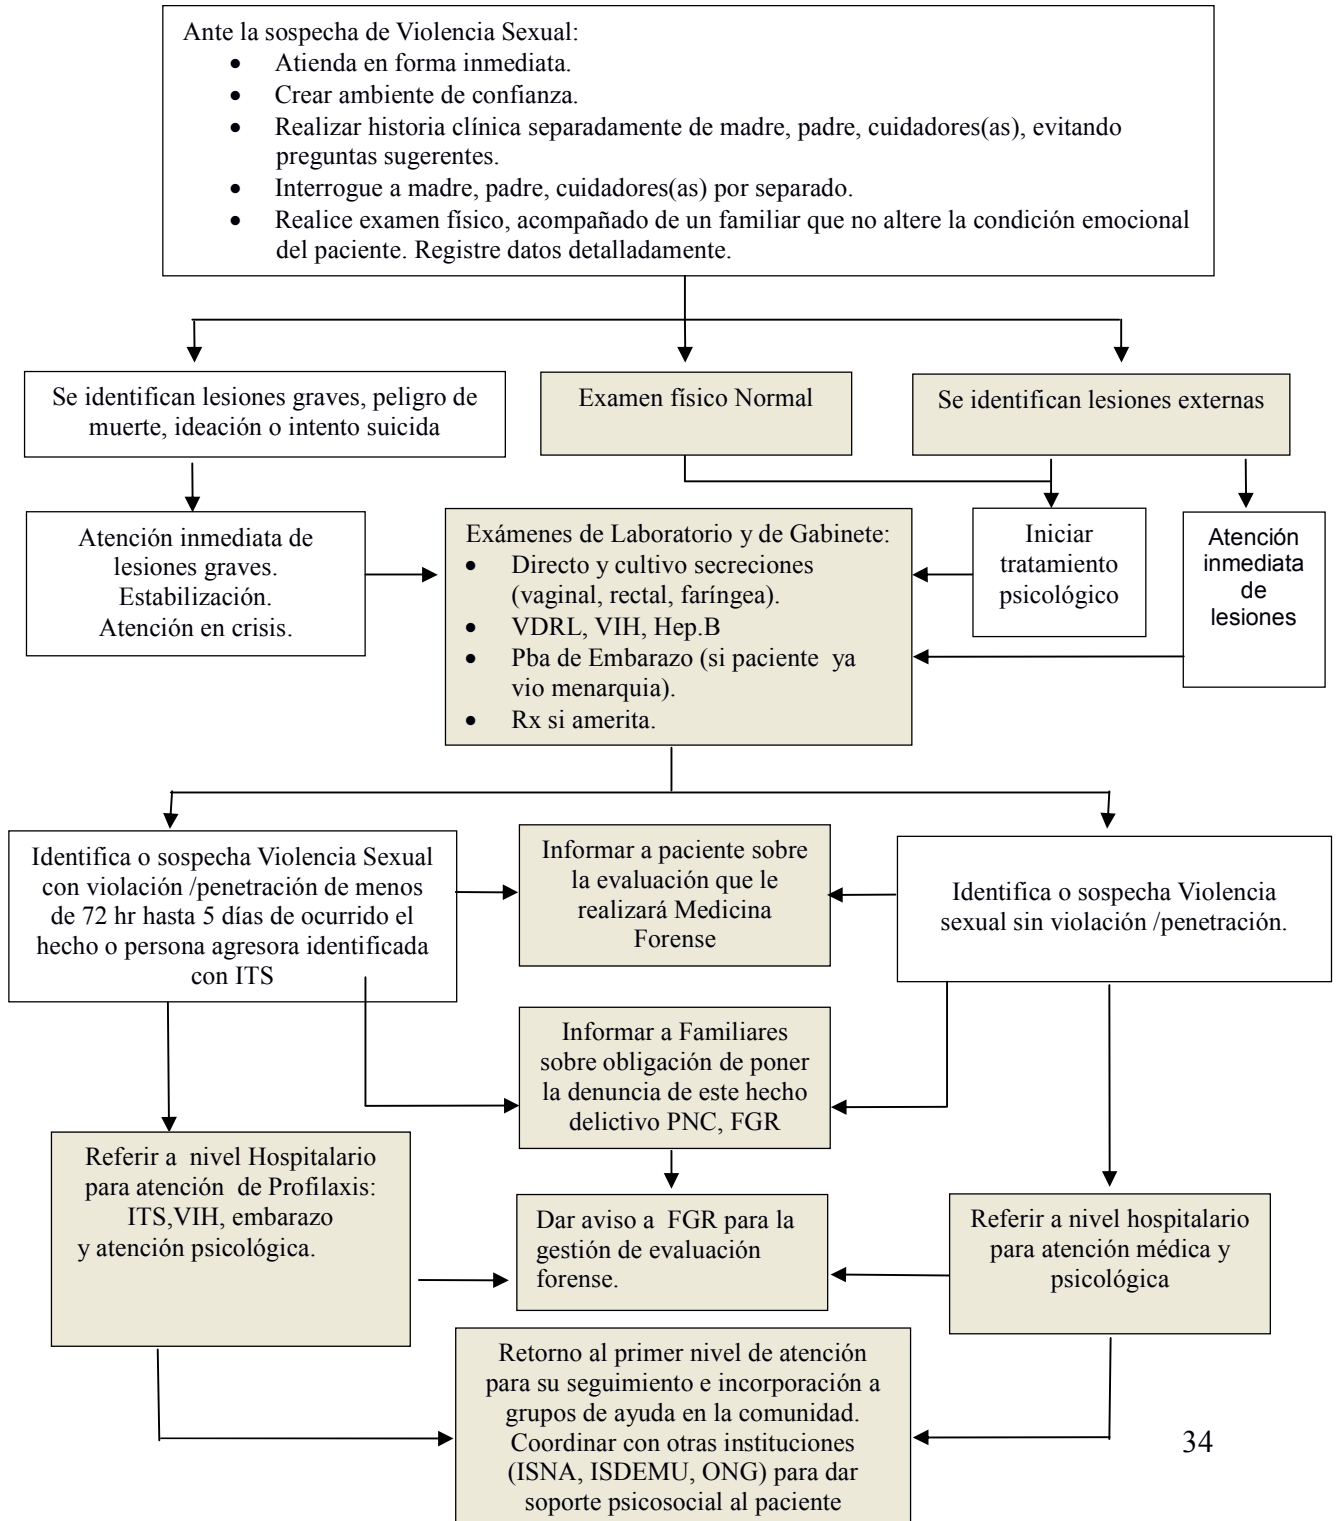 Ante la sospecha de Violencia Sexual:
• Atienda en forma inmediata.
• Crear ambiente de confianza.
• Realizar historia clínica separadamente de madre, padre, cuidadores(as), evitando
preguntas sugerentes.
• Interrogue a madre, padre, cuidadores(as) por separado.
• Realice examen físico, acompañado de un familiar que no altere la condición emocional
del paciente. Registre datos detalladamente.
Se identifican lesiones graves, peligro de
muerte, ideación o intento suicida
Examen físico Normal
Se identifican lesiones externas
Atención inmediata de
lesiones graves.
Estabilización.
Atención en crisis.
Exámenes de Laboratorio y de Gabinete:
• Directo y cultivo secreciones
(vaginal, rectal, faríngea).
• VDRL, VIH, Hep.B
• Pba de Embarazo (si paciente ya
vio menarquia).
• Rx si amerita.
Iniciar
tratamiento
psicológico
Atención
inmediata
de
lesiones
Identifica o sospecha Violencia Sexual
con violación /penetración de menos
de 72 hr hasta 5 días de ocurrido el
hecho o persona agresora identificada
con ITS
Informar a paciente sobre
la evaluación que le
realizará Medicina
Forense
Identifica o sospecha Violencia
sexual sin violación /penetración.
Informar a Familiares
sobre obligación de poner
la denuncia de este hecho
delictivo PNC, FGR
Referir a nivel Hospitalario
para atención de Profilaxis:
ITS,VIH, embarazo
y atención psicológica.
Dar aviso a FGR para la
gestión de evaluación
forense.
Referir a nivel hospitalario
para atención médica y
psicológica
Retorno al primer nivel de atención
para su seguimiento e incorporación a
grupos de ayuda en la comunidad.
Coordinar con otras instituciones
(ISNA, ISDEMU, ONG) para dar
soporte psicosocial al paciente
34